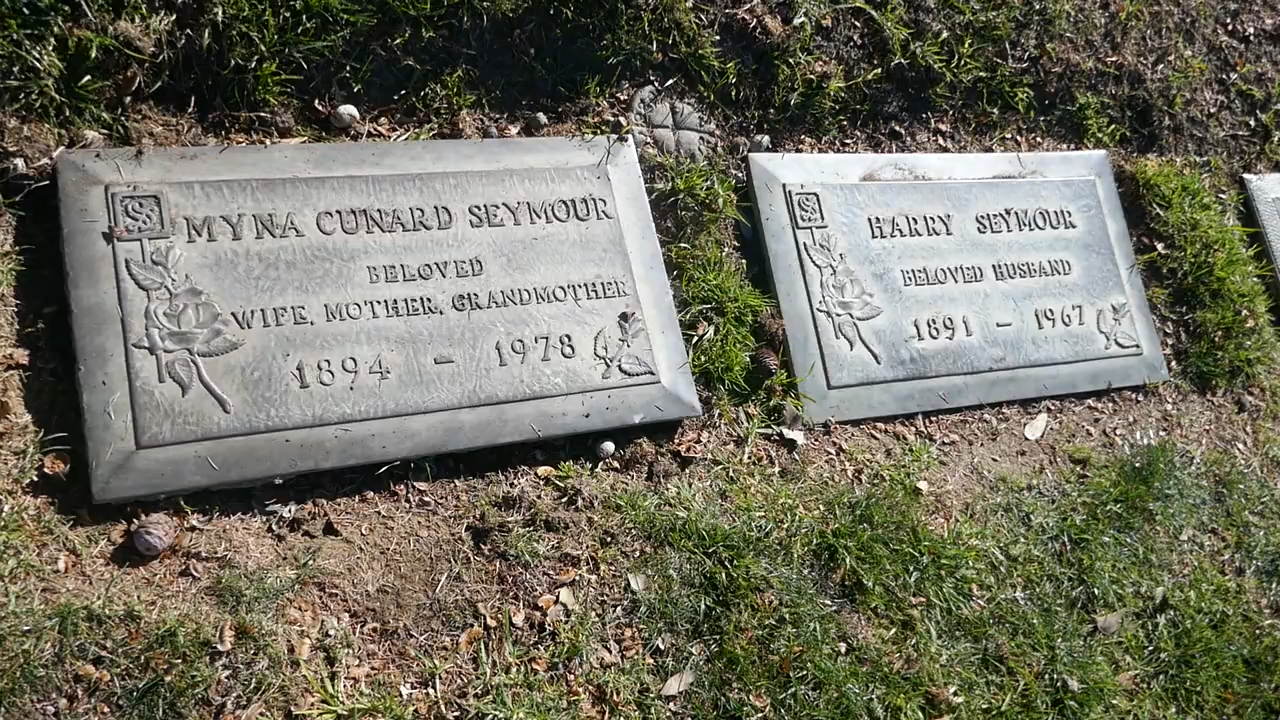 S
MYNA CUNARD SEYMOUR
BELOVED
WIFE, MOTHER, GRANDMOTHER
1894 – 1978
S
HARRY SEYMOUR
BELOVED HUSBAND
1891 – 1967